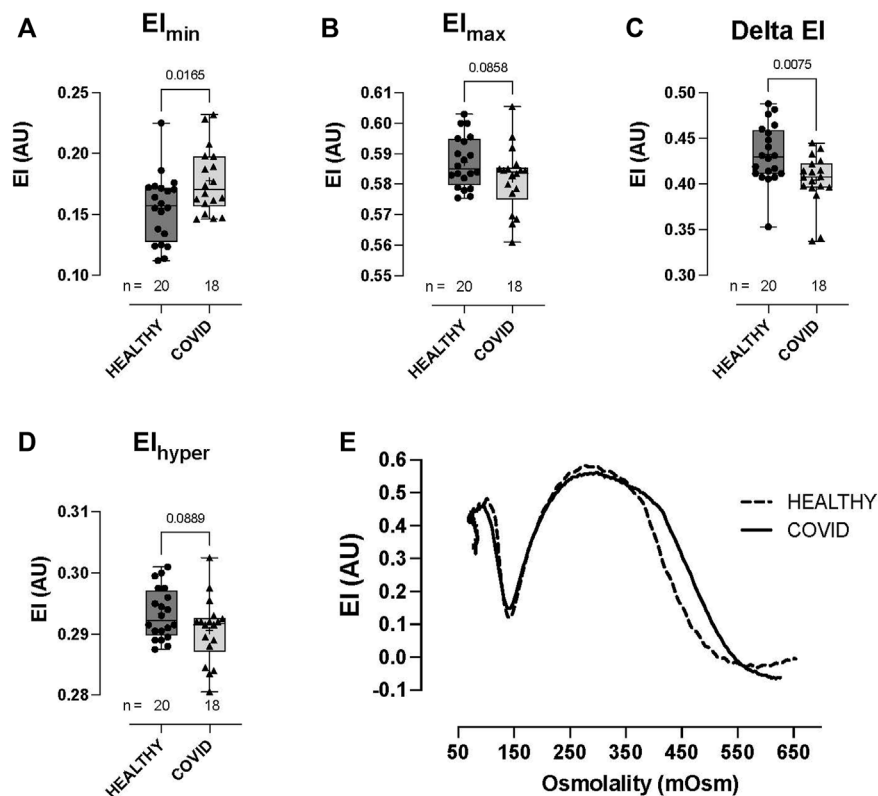 A EI_min
0.0165
EI (AU)
0.25
0.20
0.15
0.10
n = 20 18
HEALTHY
COVID
B EI_max
0.0858
EI (AU)
0.61
0.60
0.59
0.58
0.57
0.56
0.55
n = 20 18
HEALTHY
COVID
C Delta EI
0.0075
EI (AU)
0.50
0.45
0.40
0.35
0.30
n = 20 18
HEALTHY
COVID
D EI_hyper
0.0889
EI (AU)
0.31
0.30
0.29
0.28
n = 20 18
HEALTHY
COVID
E
EI (AU)
0.6
0.5
0.4
0.3
0.2
0.1
0.0
-0.1
HEALTHY
COVID
50 150 250 350 450 550 650
Osmolality (mOsm)